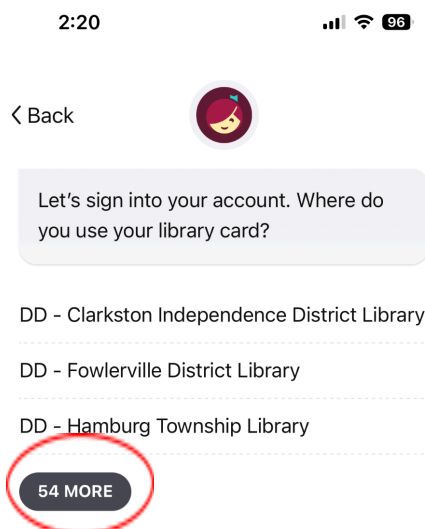 2:20
96
Back
Let's sign into your account. Where do
you use your library card?
DD - Clarkston Independence District Library
DD - Fowlerville District Library
DD - Hamburg Township Library
54 MORE